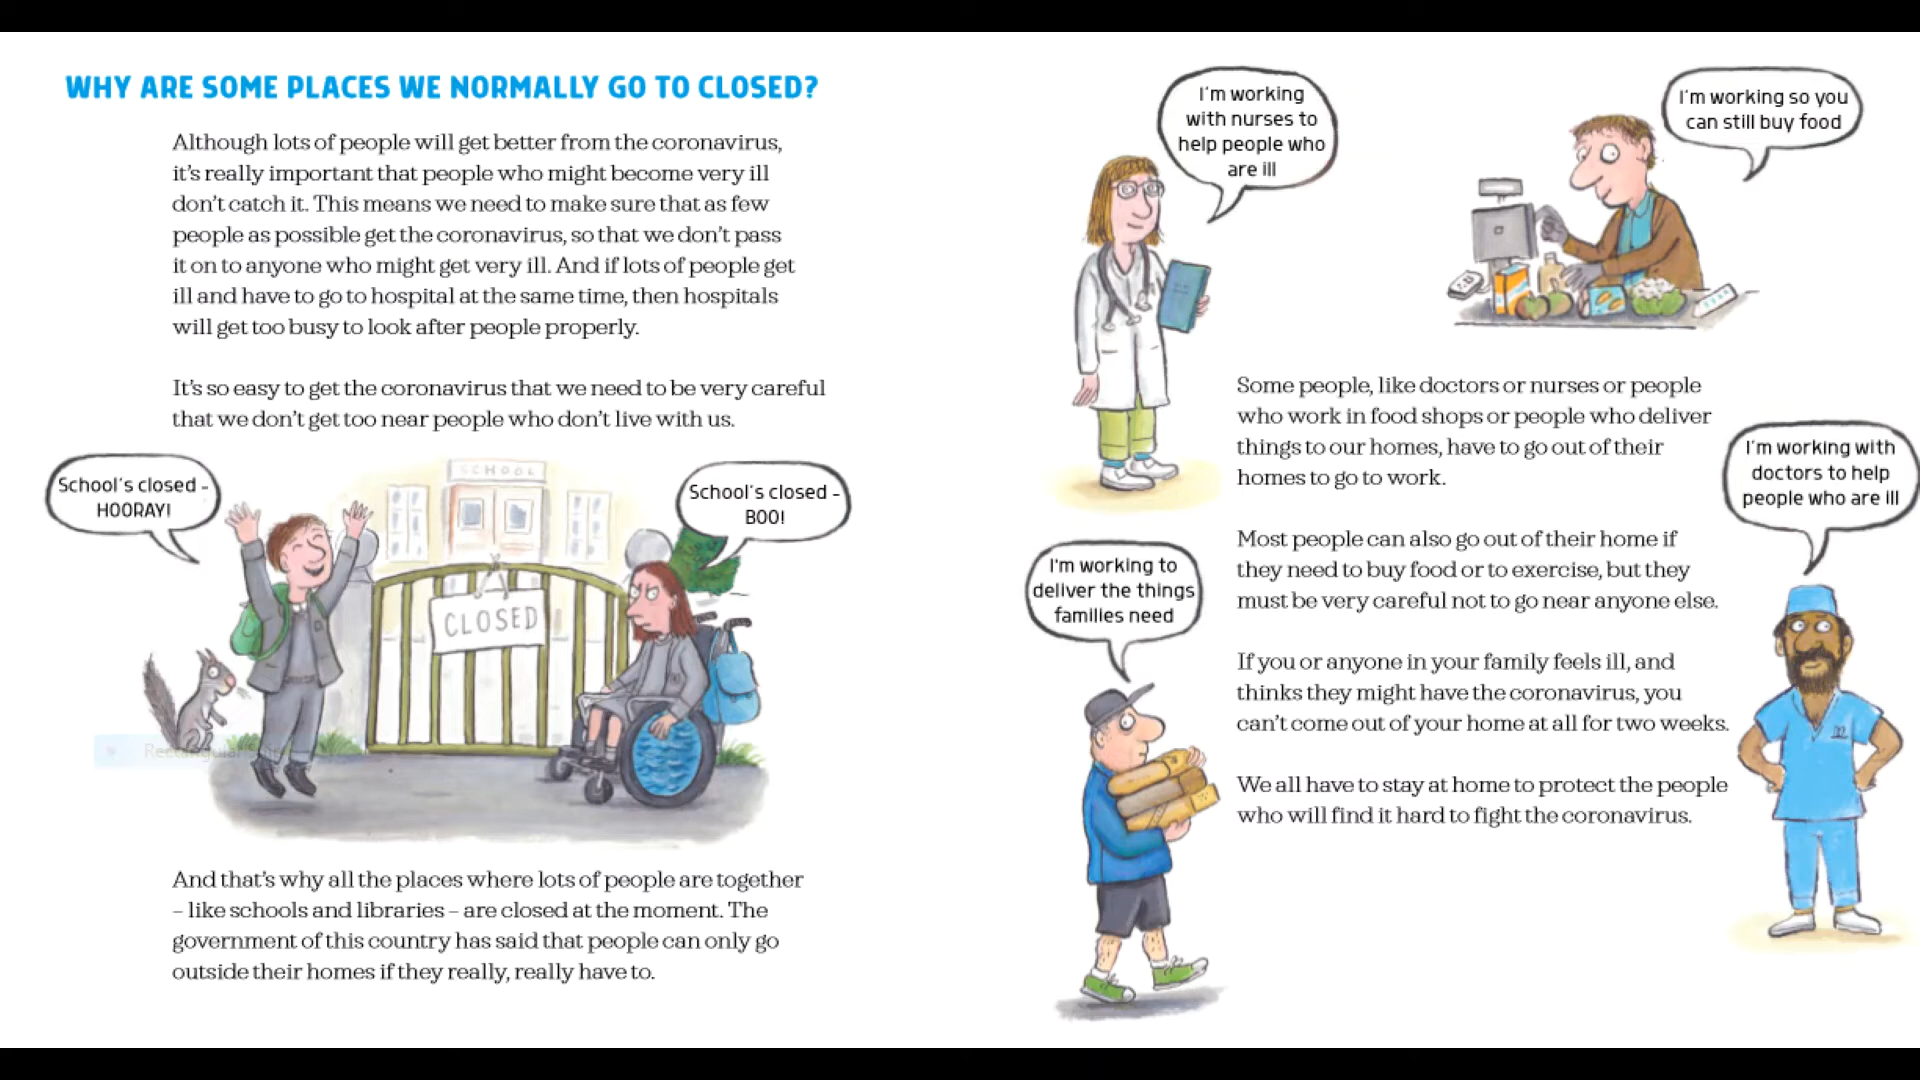 WHY ARE SOME PLACES WE NORMALLY GO TO CLOSED?
Although lots of people will get better from the coronavirus,
it's really important that people who might become very ill
don't catch it. This means we need to make sure that as few
people as possible get the coronavirus, so that we don't pass
it on to anyone who might get very ill. And if lots of people get
ill and have to go to hospital at the same time, then hospitals
will get too busy to look after people properly.
It's so easy to get the coronavirus that we need to be very careful
that we don't get too near people who don't live with us.
School's closed -
HOORAY!
SCHOOL
CLOSED
School's closed -
BOO!
And that's why all the places where lots of people are together
– like schools and libraries – are closed at the moment. The
government of this country has said that people can only go
outside their homes if they really, really have to.
I'm working
with nurses to
help people who
are ill
I'm working so you
can still buy food
Some people, like doctors or nurses or people
who work in food shops or people who deliver
things to our homes, have to go out of their
homes to go to work.
I'm working with
doctors to help
people who are ill
I'm working to
deliver the things
families need
Most people can also go out of their home if
they need to buy food or to exercise, but they
must be very careful not to go near anyone else.
If you or anyone in your family feels ill, and
thinks they might have the coronavirus, you
can't come out of your home at all for two weeks.
We all have to stay at home to protect the people
who will find it hard to fight the coronavirus.